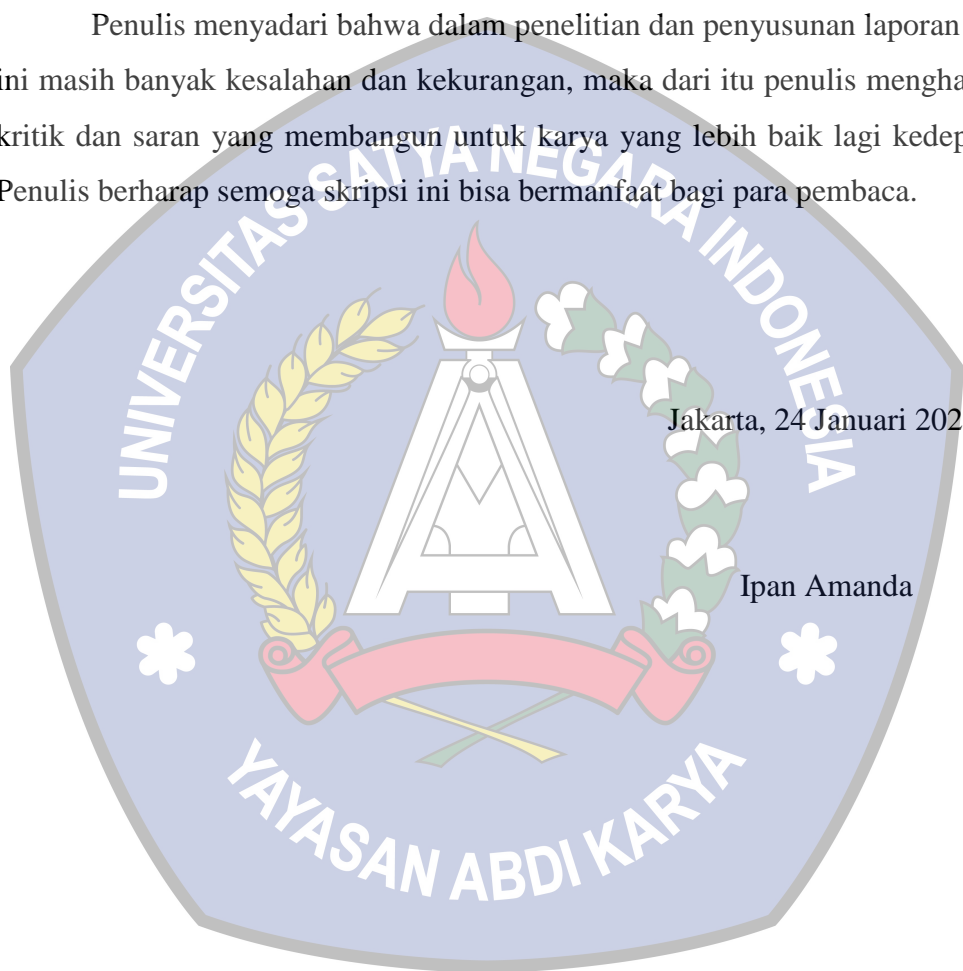 Penulis menyadari bahwa dalam penelitian dan penyusunan laporan
ini masih banyak kesalahan dan kekurangan, maka dari itu penulis mengha
kritik dan saran yang membangun untuk karya yang lebih baik lagi kedep
Penulis berharap semoga skripsi ini bisa bermanfaat bagi para pembaca.
UNIVERSITAS SATYA NEGARA INDONESIA
Jakarta, 24 Januari 202
Ipan Amanda
YAYASAN ABDI KARYA